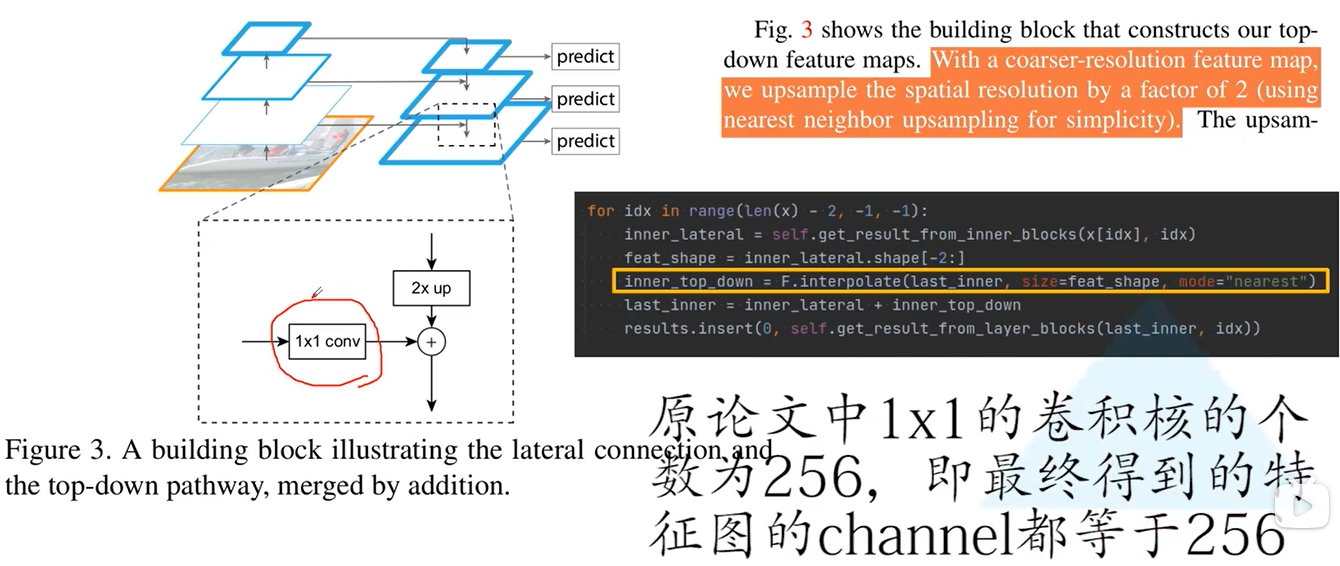 predict
predict
predict
2x up
1x1 conv
+
Figure 3. A building block illustrating the lateral connection and
the top-down pathway, merged by addition.
Fig. 3 shows the building block that constructs our top-
down feature maps. With a coarser-resolution feature map,
we upsample the spatial resolution by a factor of 2 (using
nearest neighbor upsampling for simplicity). The upsam-
for idx in range(len(x) - 2, -1, -1):
inner_lateral = self.get_result_from_inner_blocks(x[idx], idx)
feat_shape = inner_lateral.shape[-2:]
inner_top_down = F.interpolate(last_inner, size=feat_shape, mode="nearest")
last_inner = inner_lateral + inner_top_down
results.insert(0, self.get_result_from_layer_blocks(last_inner, idx))
原论文中1x1的卷积核的个
数为256，即最终得到的特
征图的channel都等于256